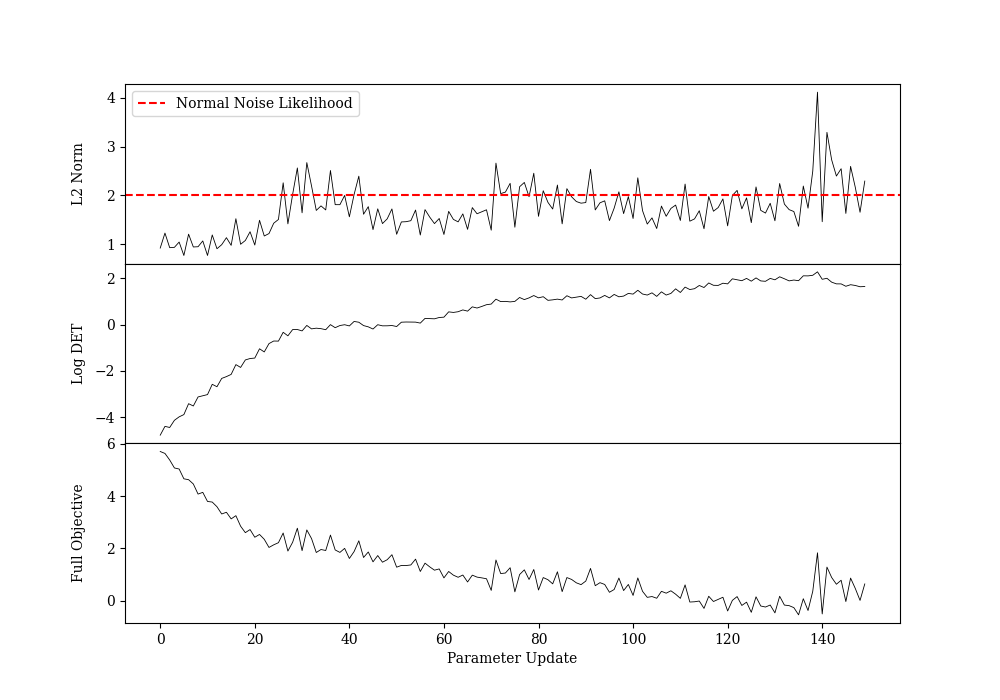 4
3
2
1
L2 Norm
Normal Noise Likelihood
2
0
−2
−4
Log DET
6
4
2
0
Full Objective
0 20 40 60 80 100 120 140
Parameter Update